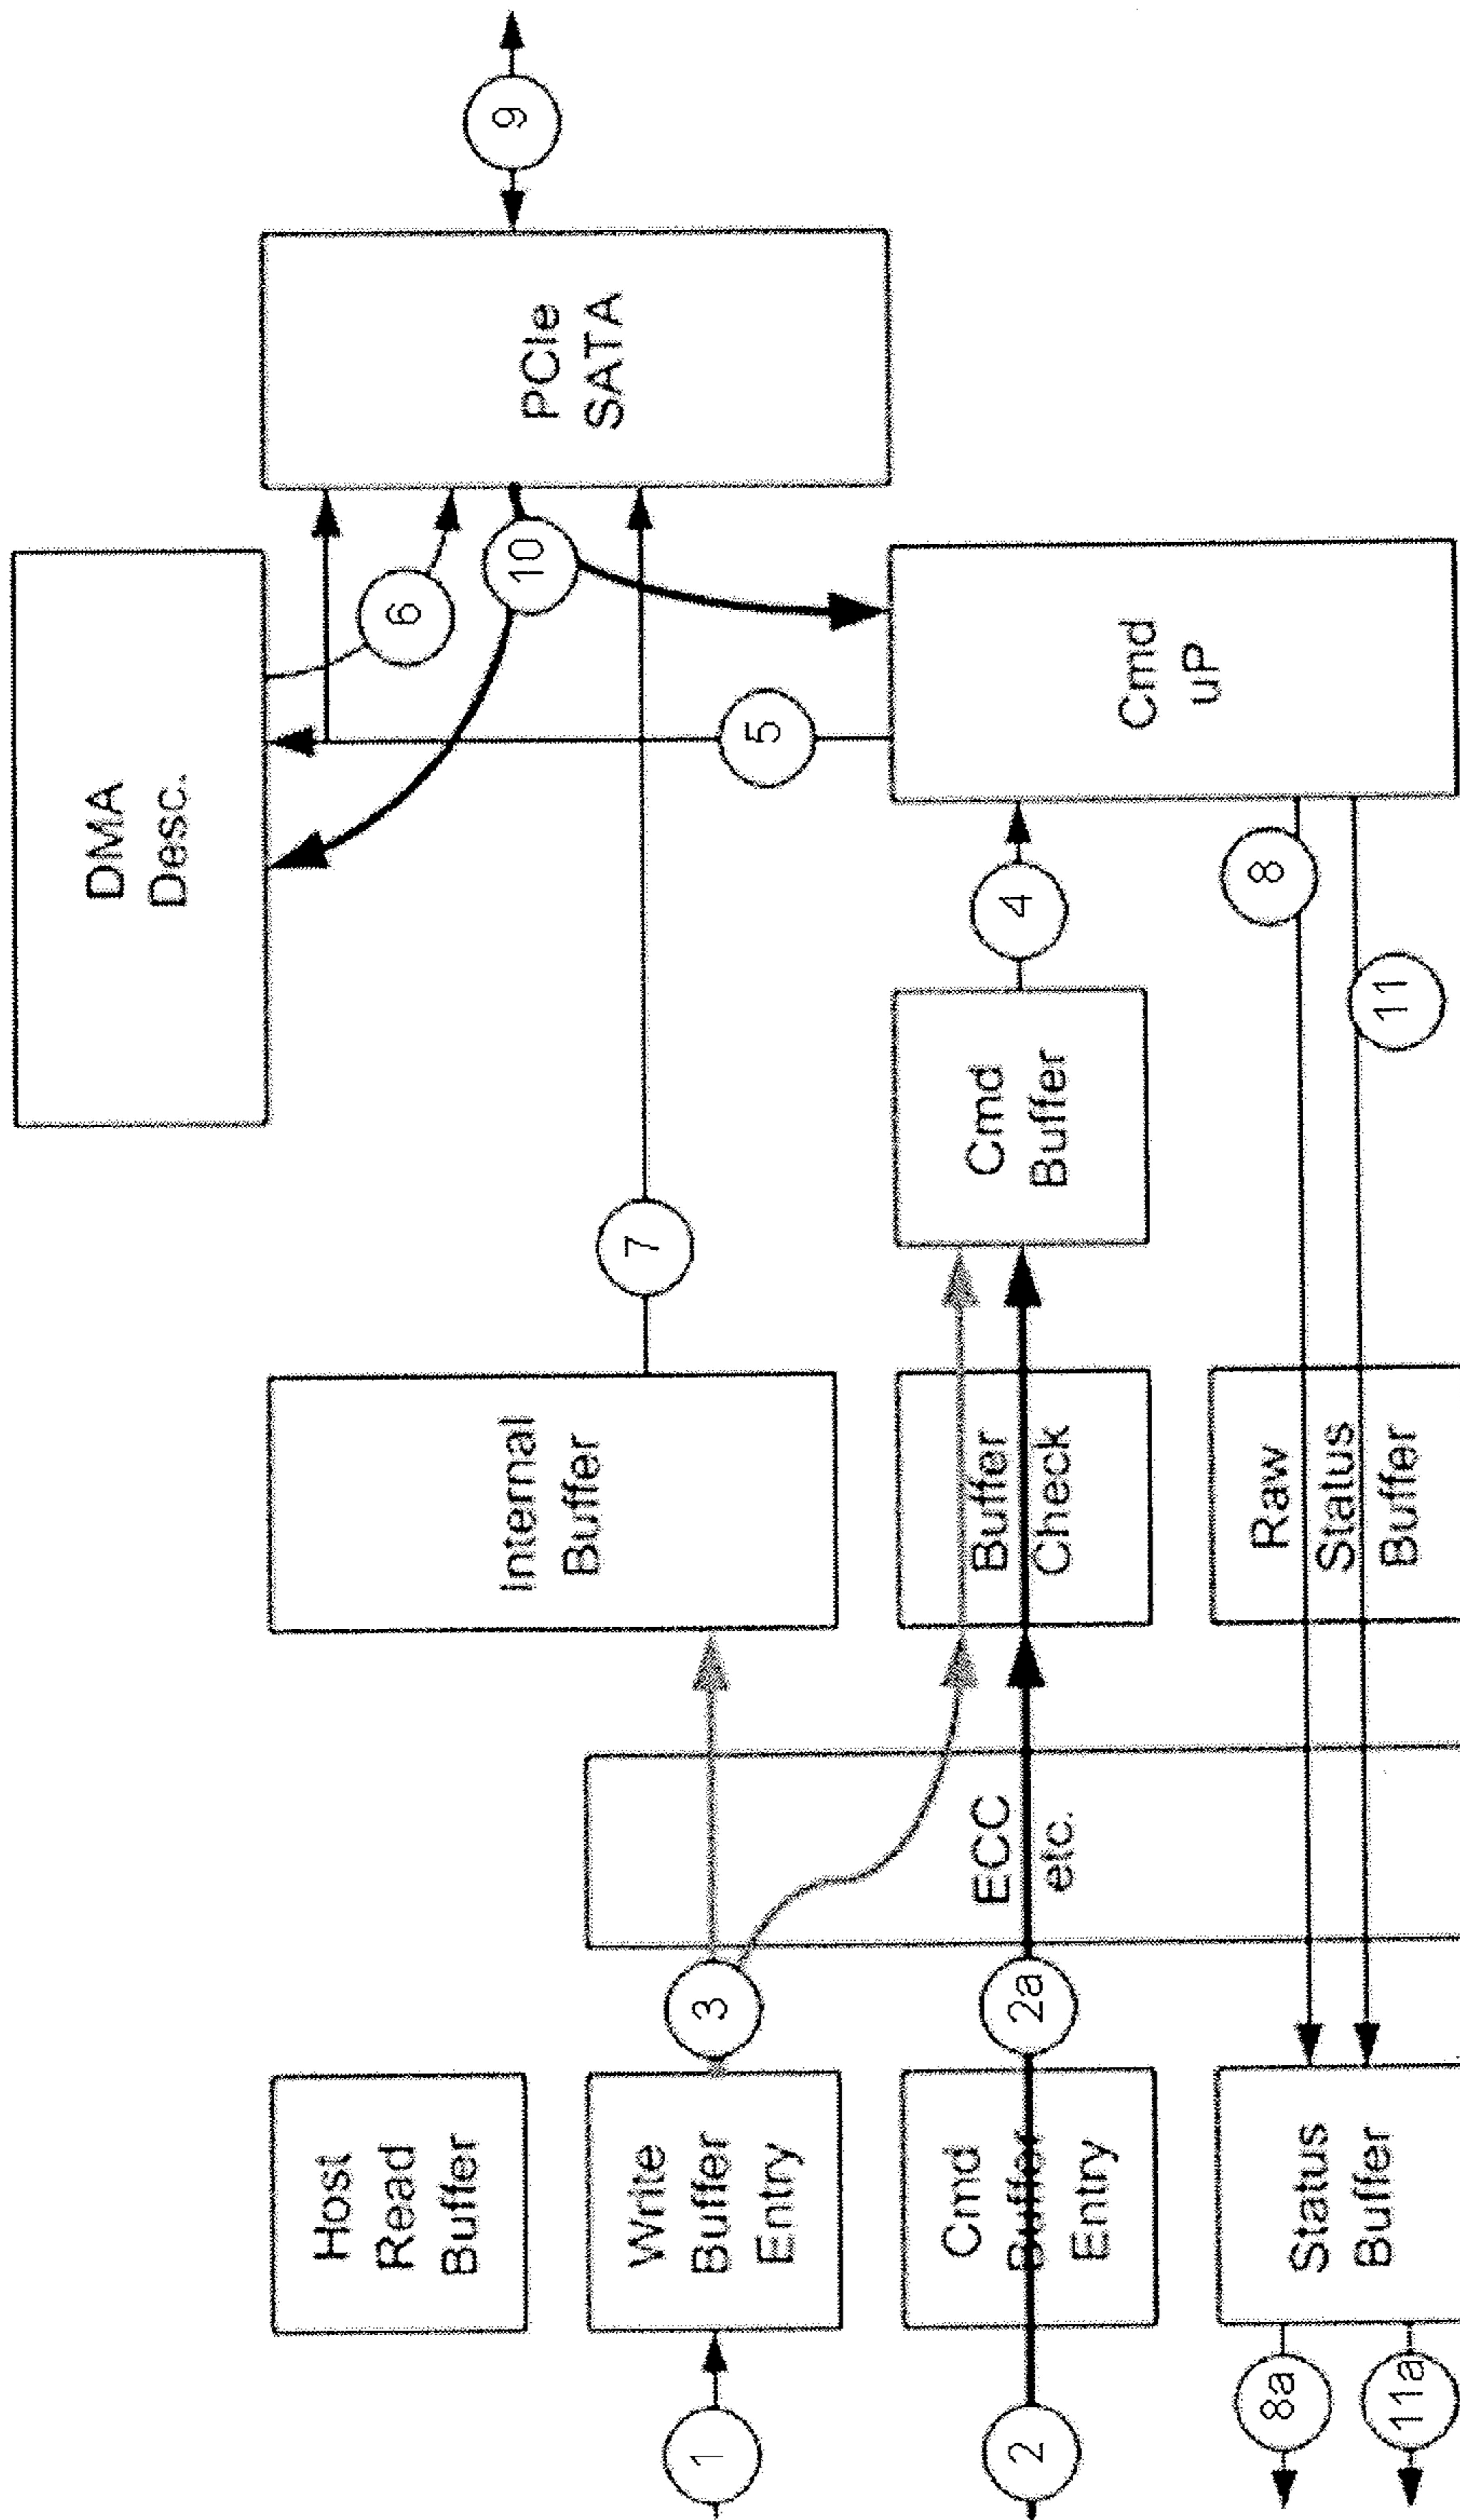 Host
Read
Buffer
1
Write
Buffer
Entry
2
Cmd
Buffer
Entry
8a
11a
Status
Buffer
3
2a
ECC
etc.
Internal
Buffer
Buffer
Check
Raw
Status
Buffer
7
Cmd
Buffer
4
8
11
DMA
Desc.
6
5
10
Cmd
uP
PCIe
SATA
9